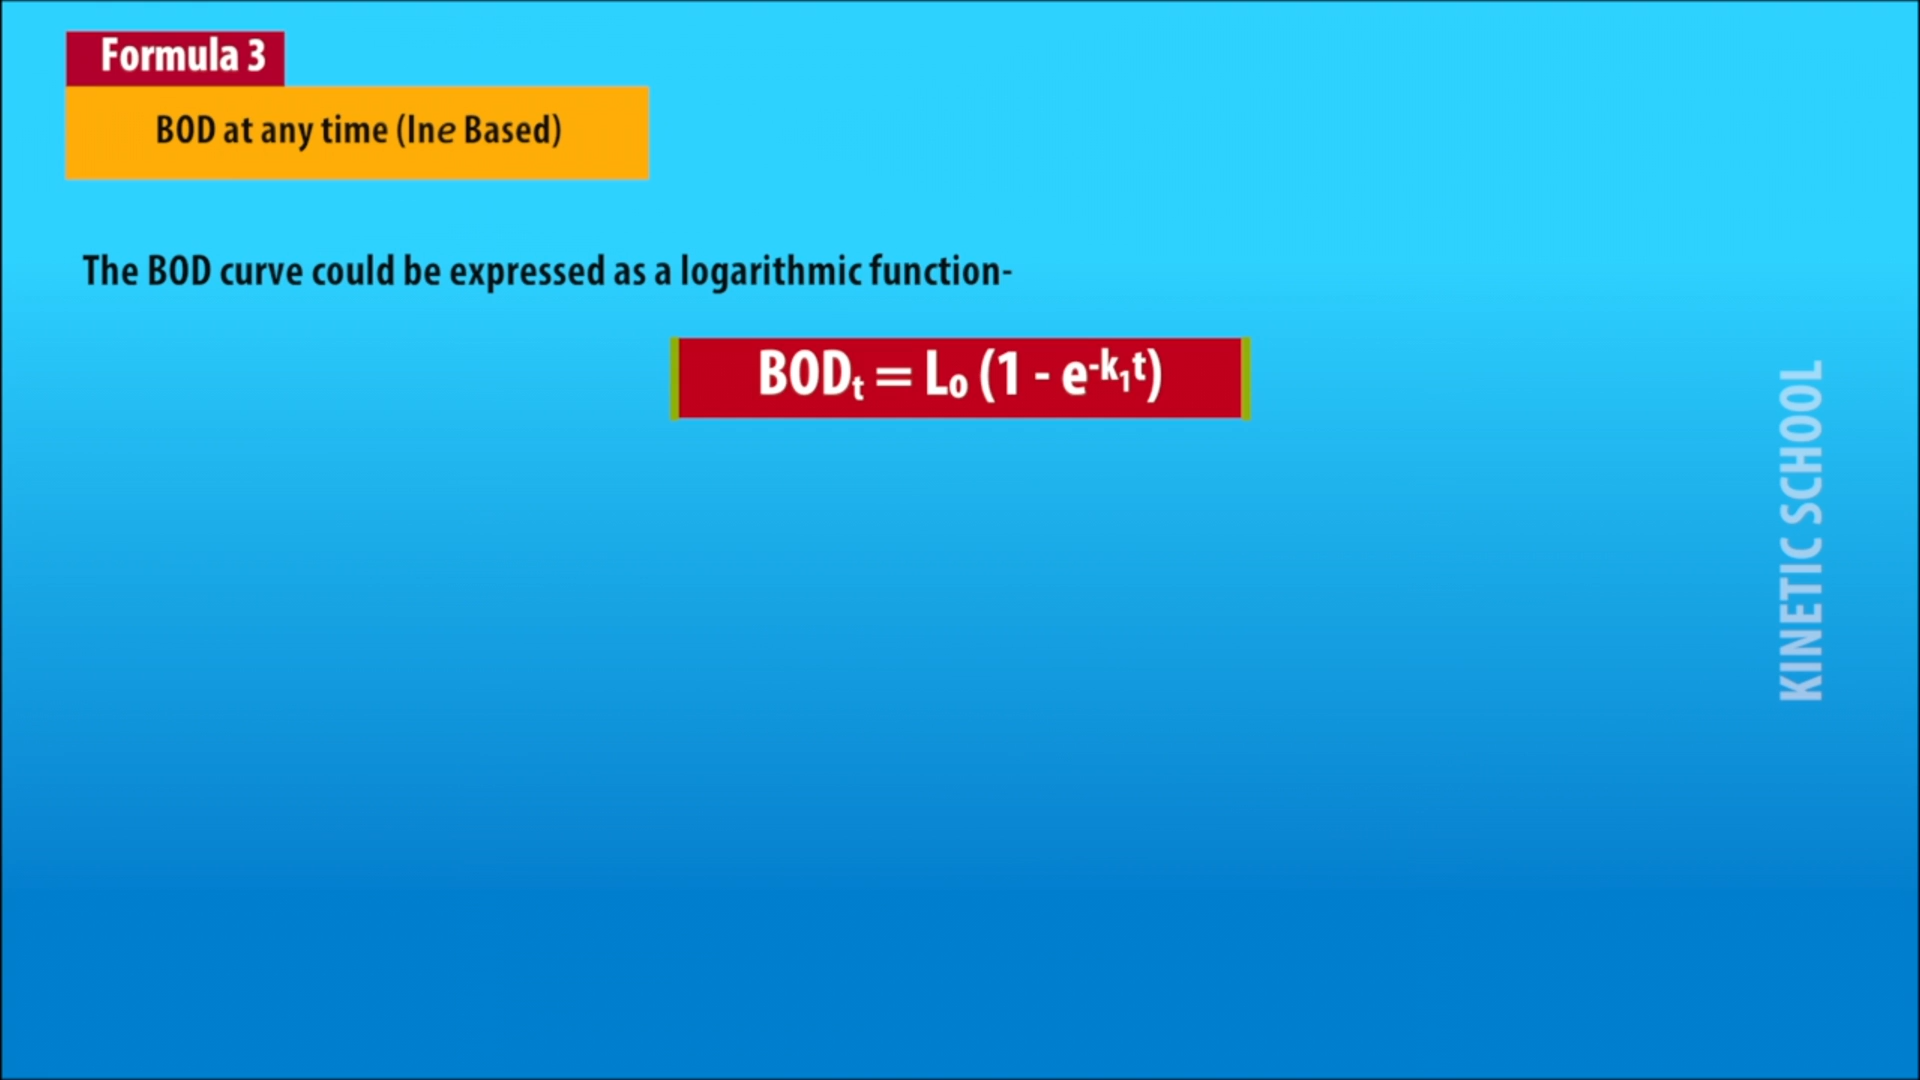 Formula 3
BOD at any time (lne Based)
The BOD curve could be expressed as a logarithmic function-
BODₜ = L₀ (1 - e⁻ᵏ₁ᵗ)
KINETIC SCHOOL